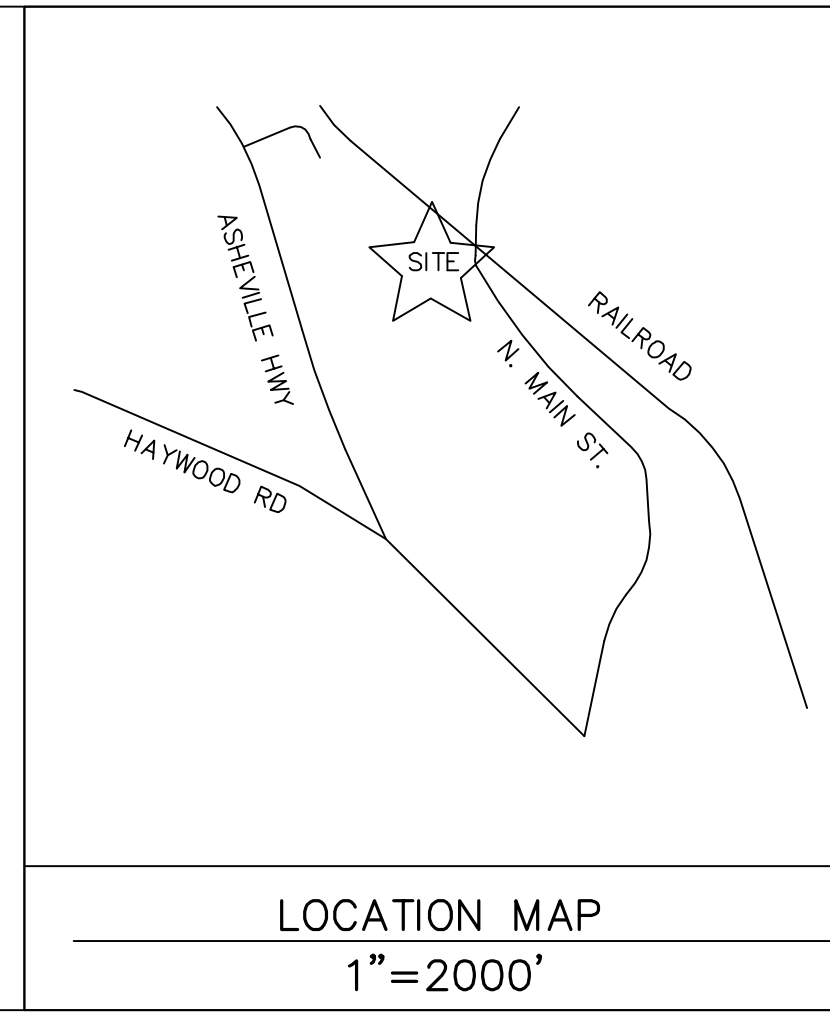 ASHEVILLE HWY
SITE
RAILROAD
N. MAIN ST.
HAYWOOD RD
LOCATION MAP
1"=2000'